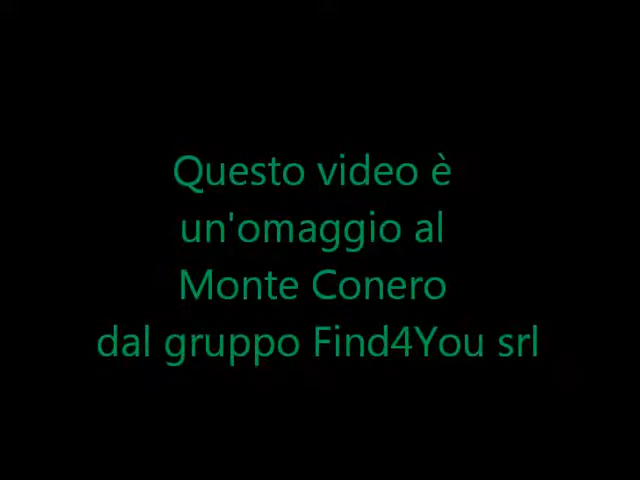 Questo video è
un'omaggio al
Monte Conero
dal gruppo Find4You srl